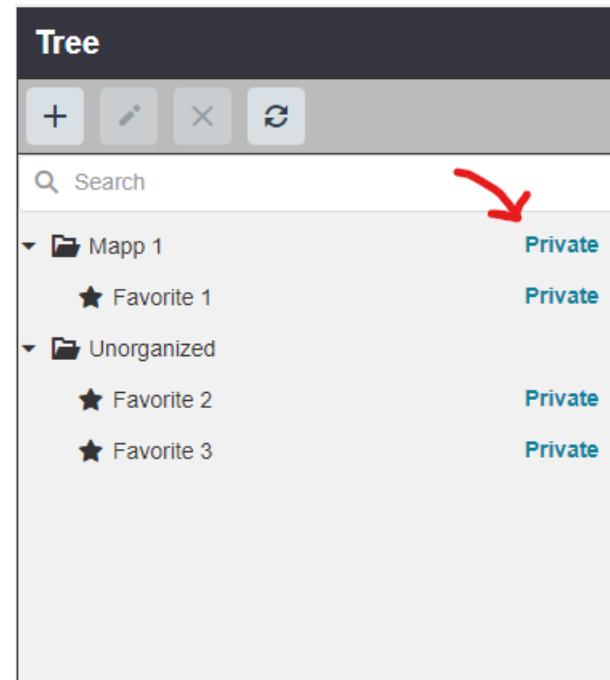 Tree
Search
Mapp 1 Private
Favorite 1 Private
Unorganized
Favorite 2 Private
Favorite 3 Private